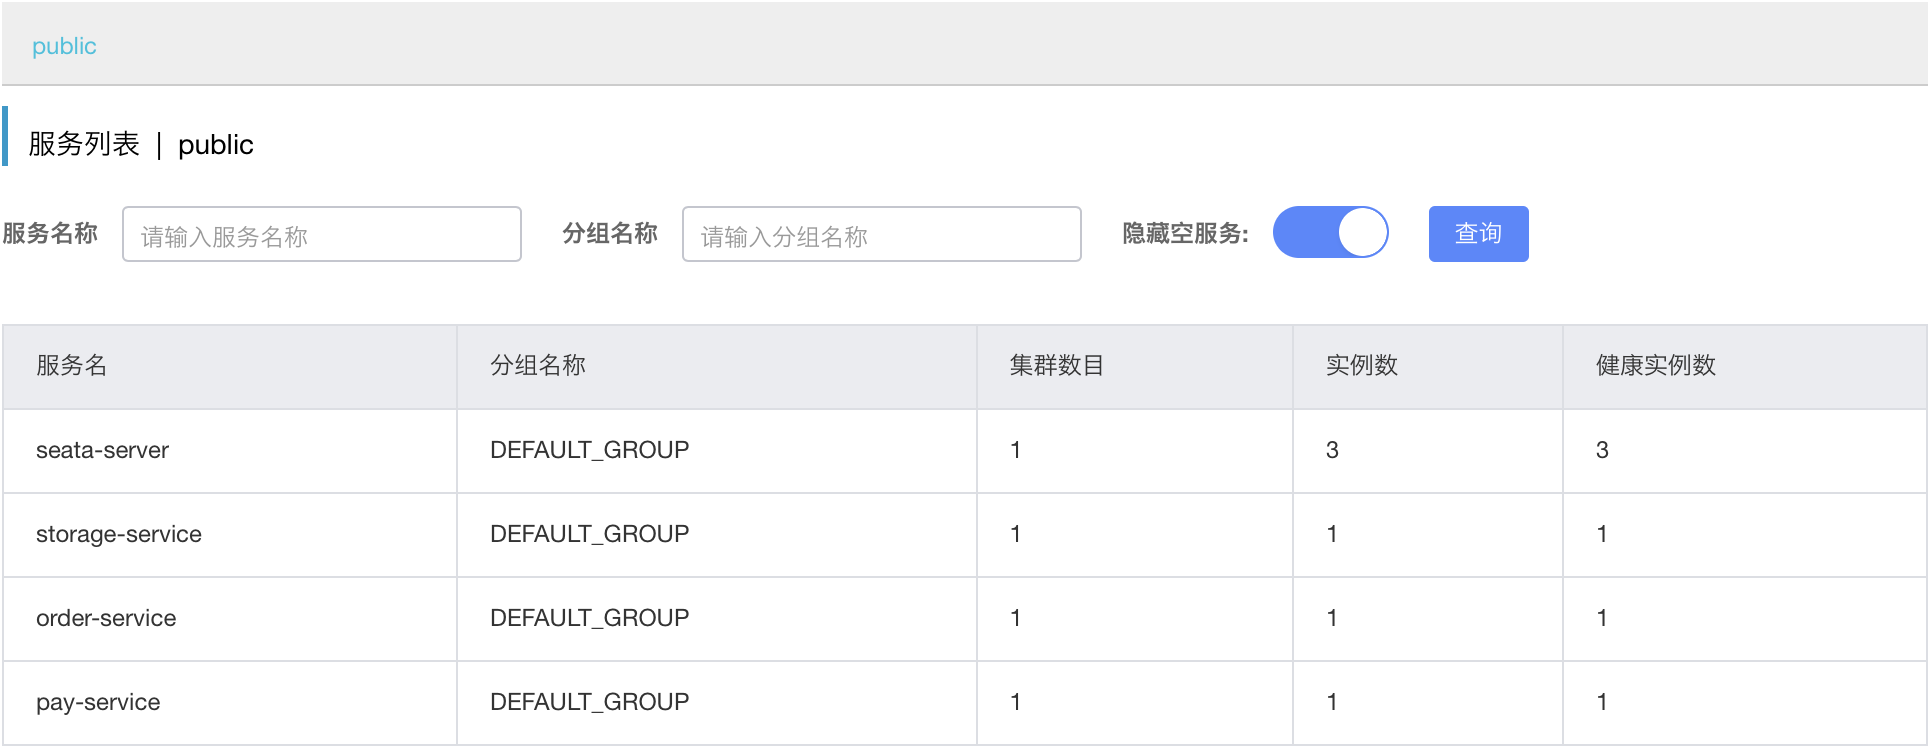 public
服务列表 | public
服务名称 请输入服务名称 分组名称 请输入分组名称 隐藏空服务: 查询
服务名 分组名称 集群数目 实例数 健康实例数
seata-server DEFAULT_GROUP 1 3 3
storage-service DEFAULT_GROUP 1 1 1
order-service DEFAULT_GROUP 1 1 1
pay-service DEFAULT_GROUP 1 1 1